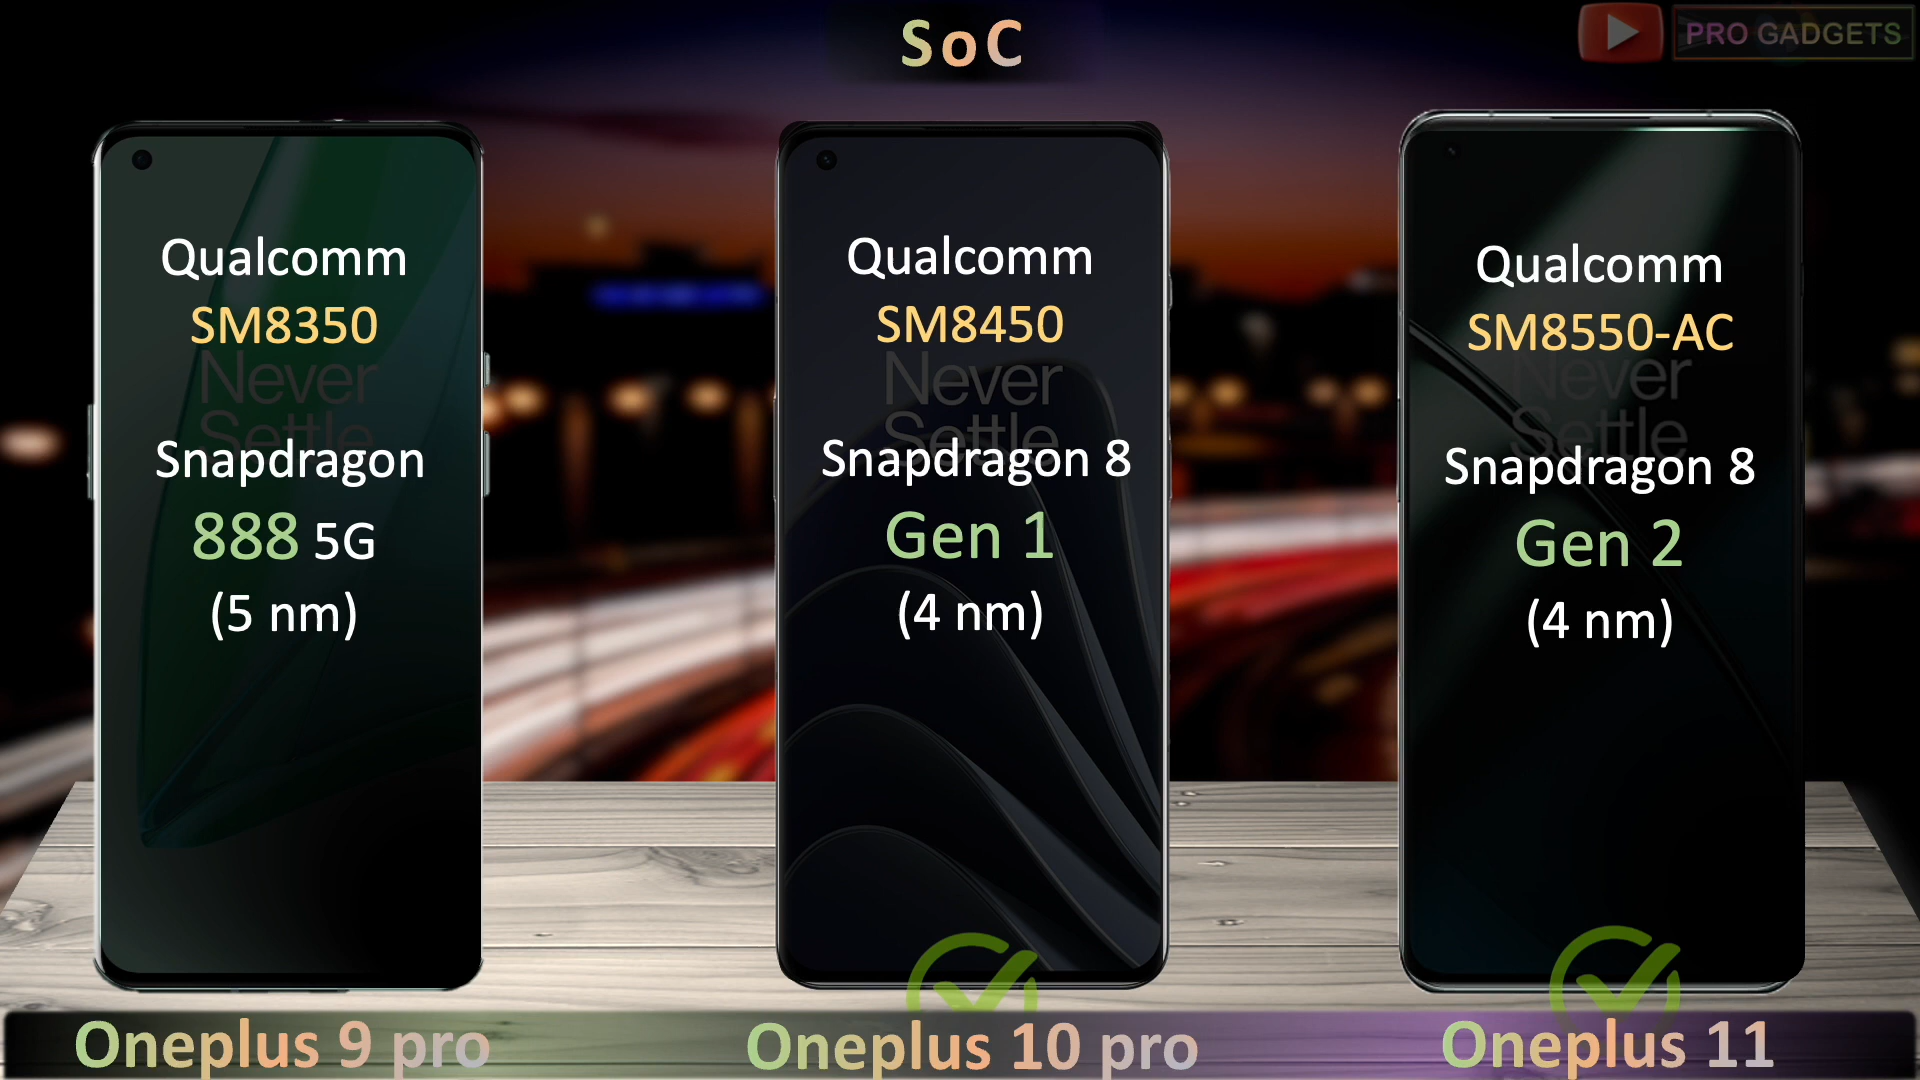 SoC
PRO GADGETS
Qualcomm
SM8350
Never
Settle
Snapdragon
888 5G
(5 nm)
Qualcomm
SM8450
Never
Settle
Snapdragon 8
Gen 1
(4 nm)
Qualcomm
SM8550-AC
Never
Settle
Snapdragon 8
Gen 2
(4 nm)
Oneplus 9 pro
Oneplus 10 pro
Oneplus 11